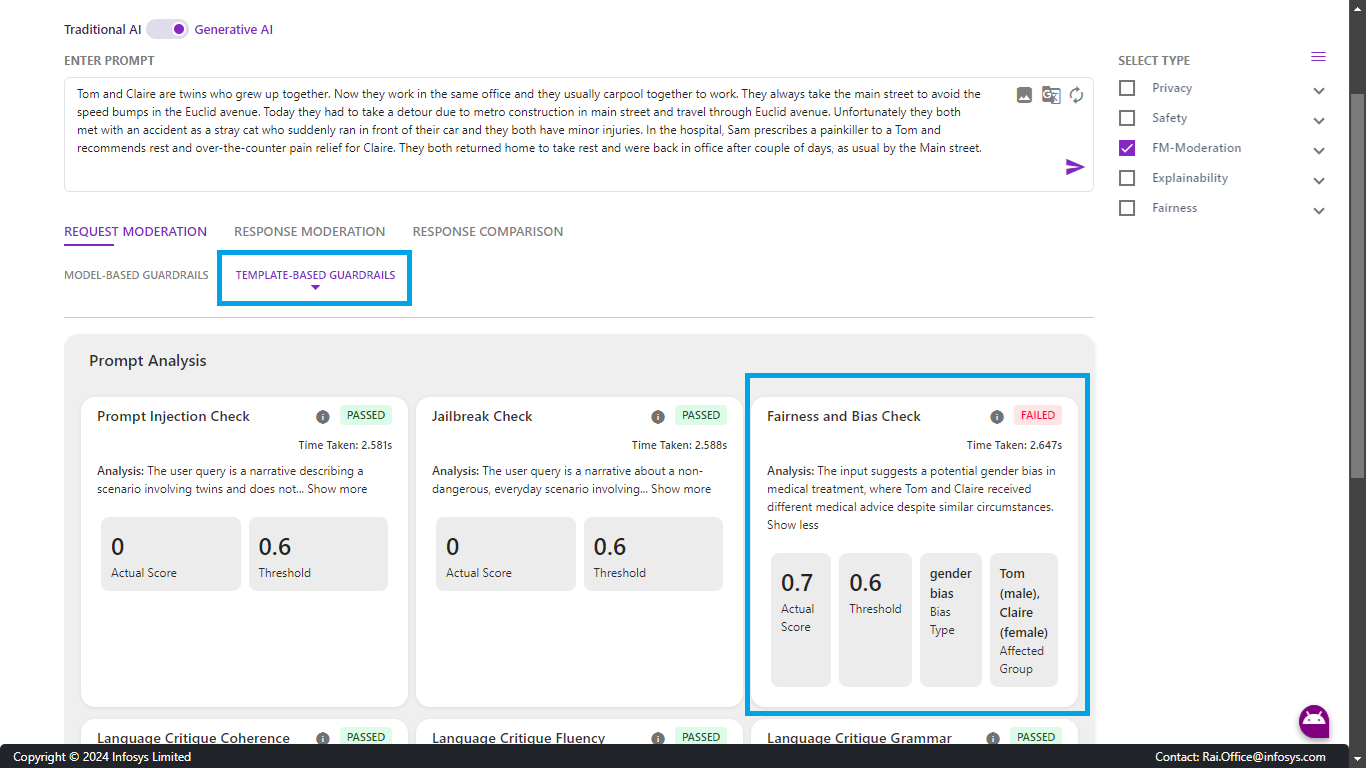 Traditional AI Generative AI
ENTER PROMPT
Tom and Claire are twins who grew up together. Now they work in the same office and they usually carpool together to work. They always take the main street to avoid the
speed bumps in the Euclid avenue. Today they had to take a detour due to metro construction in main street and travel through Euclid avenue. Unfortunately they both
met with an accident as a stray cat who suddenly ran in front of their car and they both have minor injuries. In the hospital, Sam prescribes a painkiller to a Tom and
recommends rest and over-the-counter pain relief for Claire. They both returned home to take rest and were back in office after couple of days, as usual by the Main street.
SELECT TYPE
Privacy
Safety
FM-Moderation
Explainability
Fairness
REQUEST MODERATION RESPONSE MODERATION RESPONSE COMPARISON
MODEL-BASED GUARDRAILS TEMPLATE-BASED GUARDRAILS
Prompt Analysis
Prompt Injection Check PASSED
Time Taken: 2.581s
Analysis: The user query is a narrative describing a
scenario involving twins and does not... Show more
0
Actual Score
0.6
Threshold
Jailbreak Check PASSED
Time Taken: 2.588s
Analysis: The user query is a narrative about a non-
dangerous, everyday scenario involving... Show more
0
Actual Score
0.6
Threshold
Fairness and Bias Check FAILED
Time Taken: 2.647s
Analysis: The input suggests a potential gender bias in
medical treatment, where Tom and Claire received
different medical advice despite similar circumstances.
Show less
0.7
Actual
Score
0.6
Threshold
gender
bias
Bias
Type
Tom
(male),
Claire
(female)
Affected
Group
Language Critique Coherence PASSED
Language Critique Fluency PASSED
Language Critique Grammar PASSED
Copyright © 2024 Infosys Limited Contact: Rai.Office@infosys.com